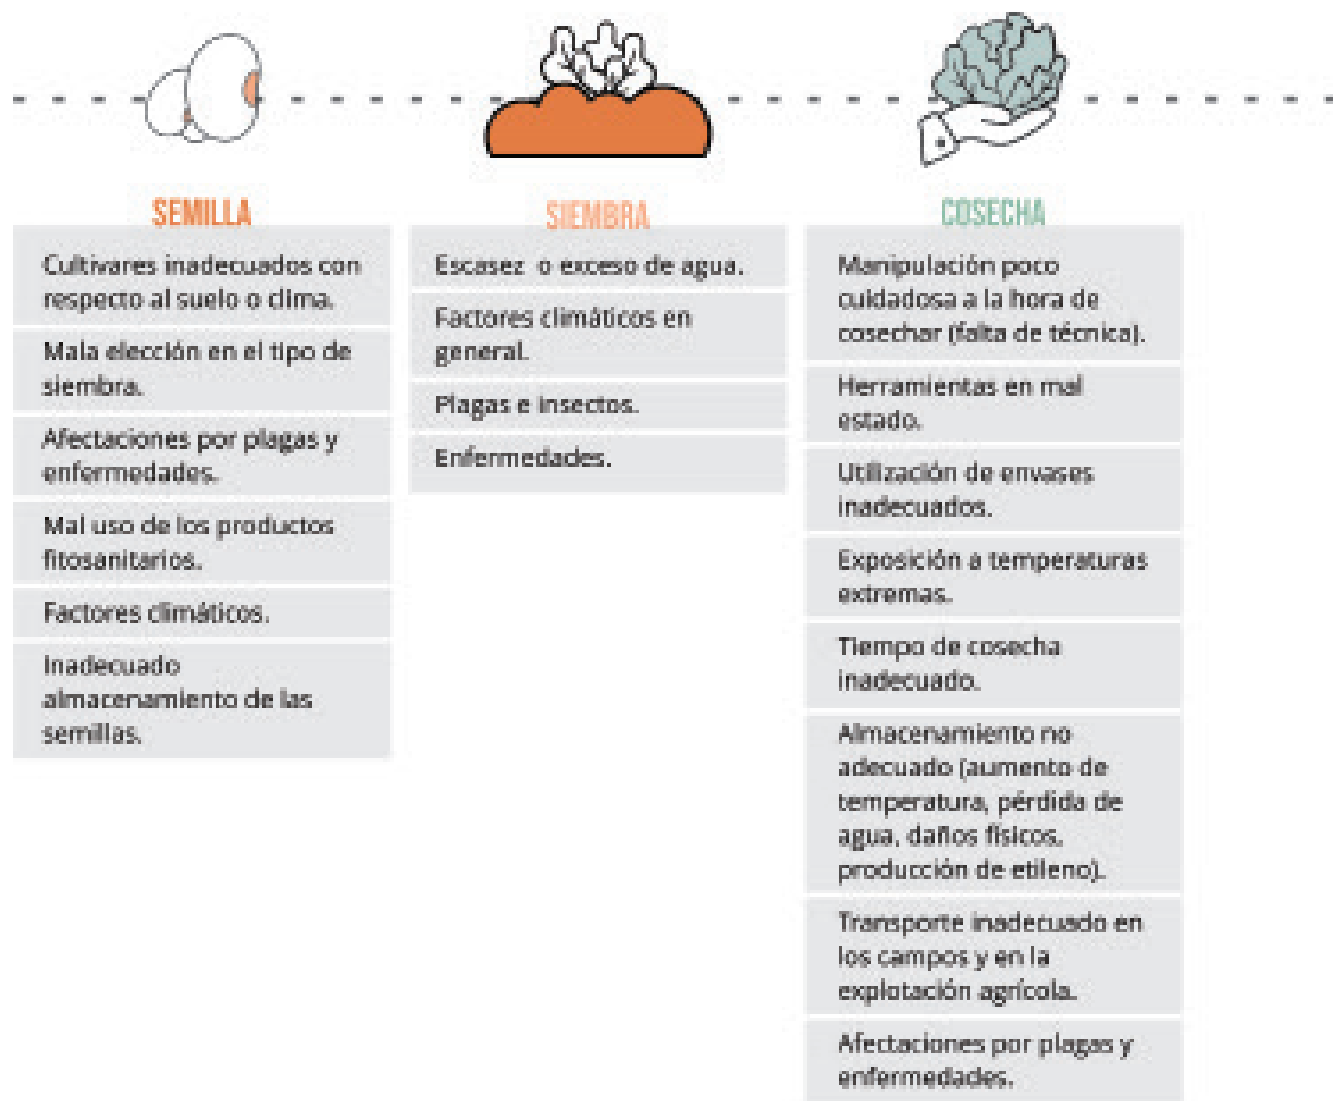 SEMILLA
Cultivares inadecuados con
respecto al suelo o clima.
Mala elección en el tipo de
siembra.
Afectaciones por plagas y
enfermedades.
Mal uso de los productos
fitosanitarios.
Factores climáticos.
Inadecuado
almacenamiento de las
semillas.
SIEMBRA
Escasez o exceso de agua.
Factores climáticos en
general.
Plagas e insectos.
Enfermedades.
COSECHA
Manipulación poco
cuidadosa a la hora de
cosechar (falta de técnica).
Herramientas en mal
estado.
Utilización de envases
inadecuados.
Exposición a temperaturas
extremas.
Tiempo de cosecha
inadecuado.
Almacenamiento no
adecuado (aumento de
temperatura, pérdida de
agua, daños físicos,
producción de etileno).
Transporte inadecuado en
los campos y en la
explotación agrícola.
Afectaciones por plagas y
enfermedades.